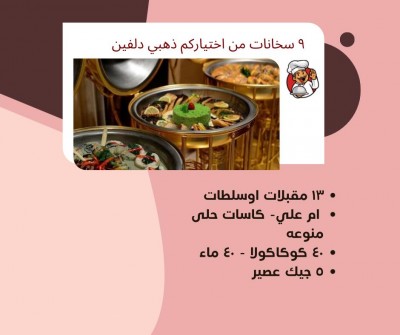 ٩ سخانات من اختياركم ذهبي دلفين
١٣ مقبلات اوسلطات
ام علي- كاسات حلى
منوعه
٤٠ كوكاكولا - ٤٠ ماء
٥ جيك عصير